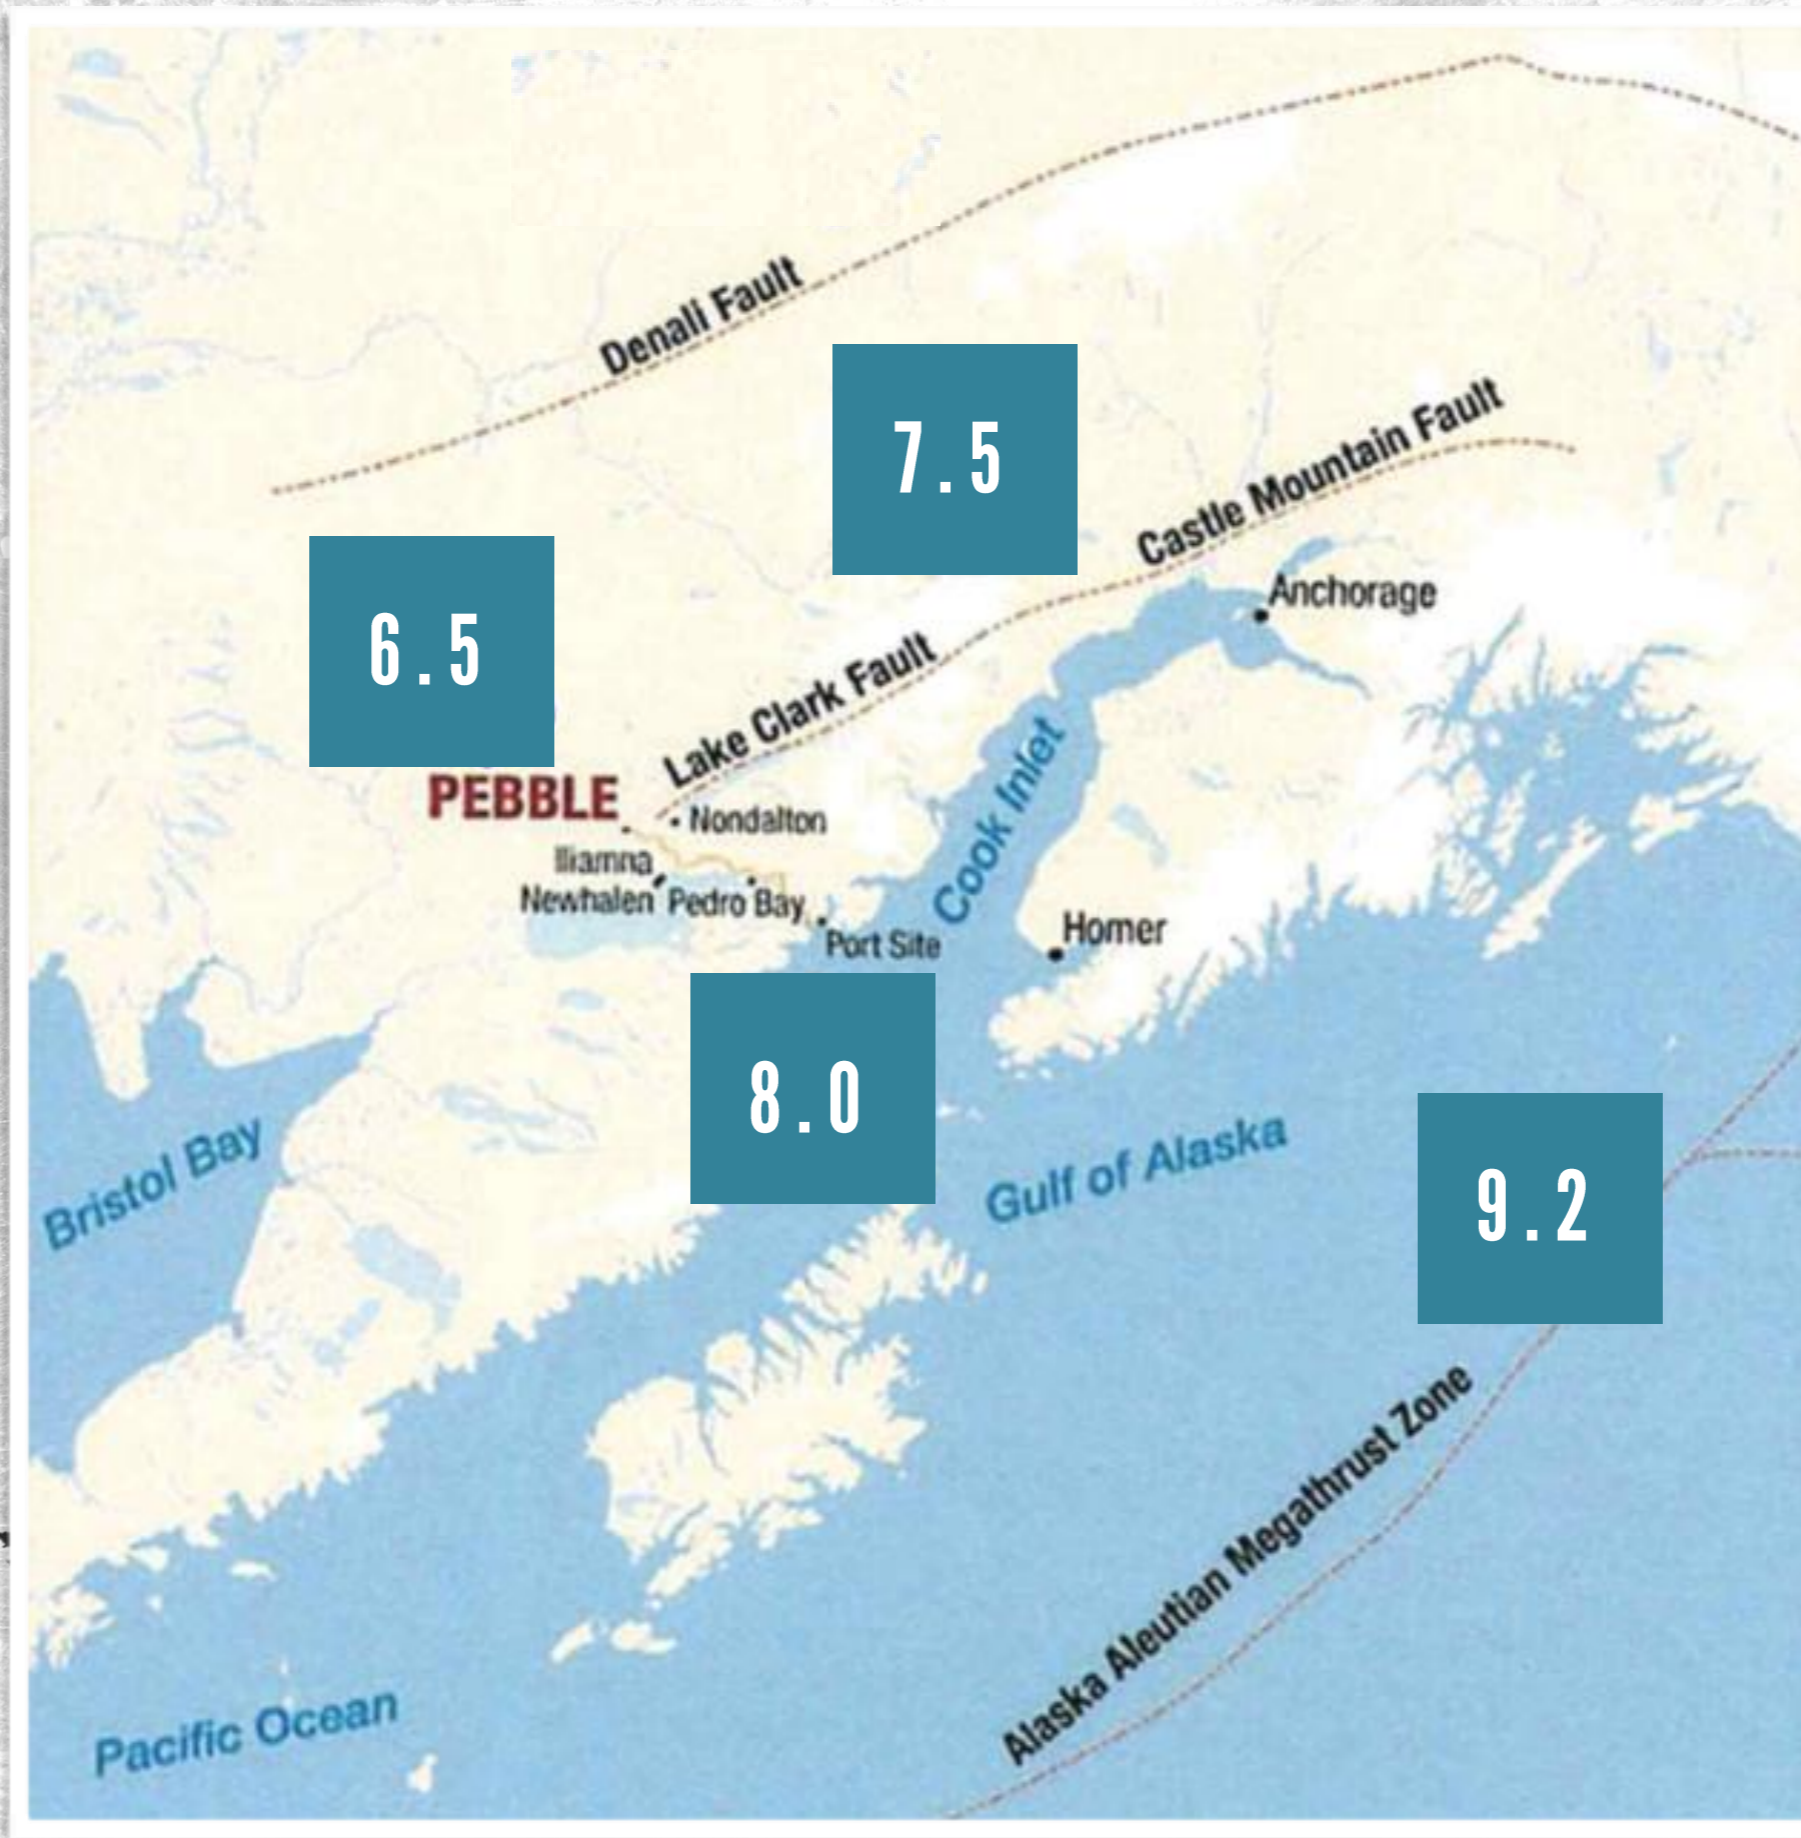 Denali Fault
7.5
Castle Mountain Fault
6.5
Anchorage
Lake Clark Fault
PEBBLE
Nondalton
Iliamna
Newhalen
Pedro Bay
Port Site
Cook Inlet
Homer
8.0
9.2
Bristol Bay
Gulf of Alaska
Alaska Aleutian Megathrust Zone
Pacific Ocean